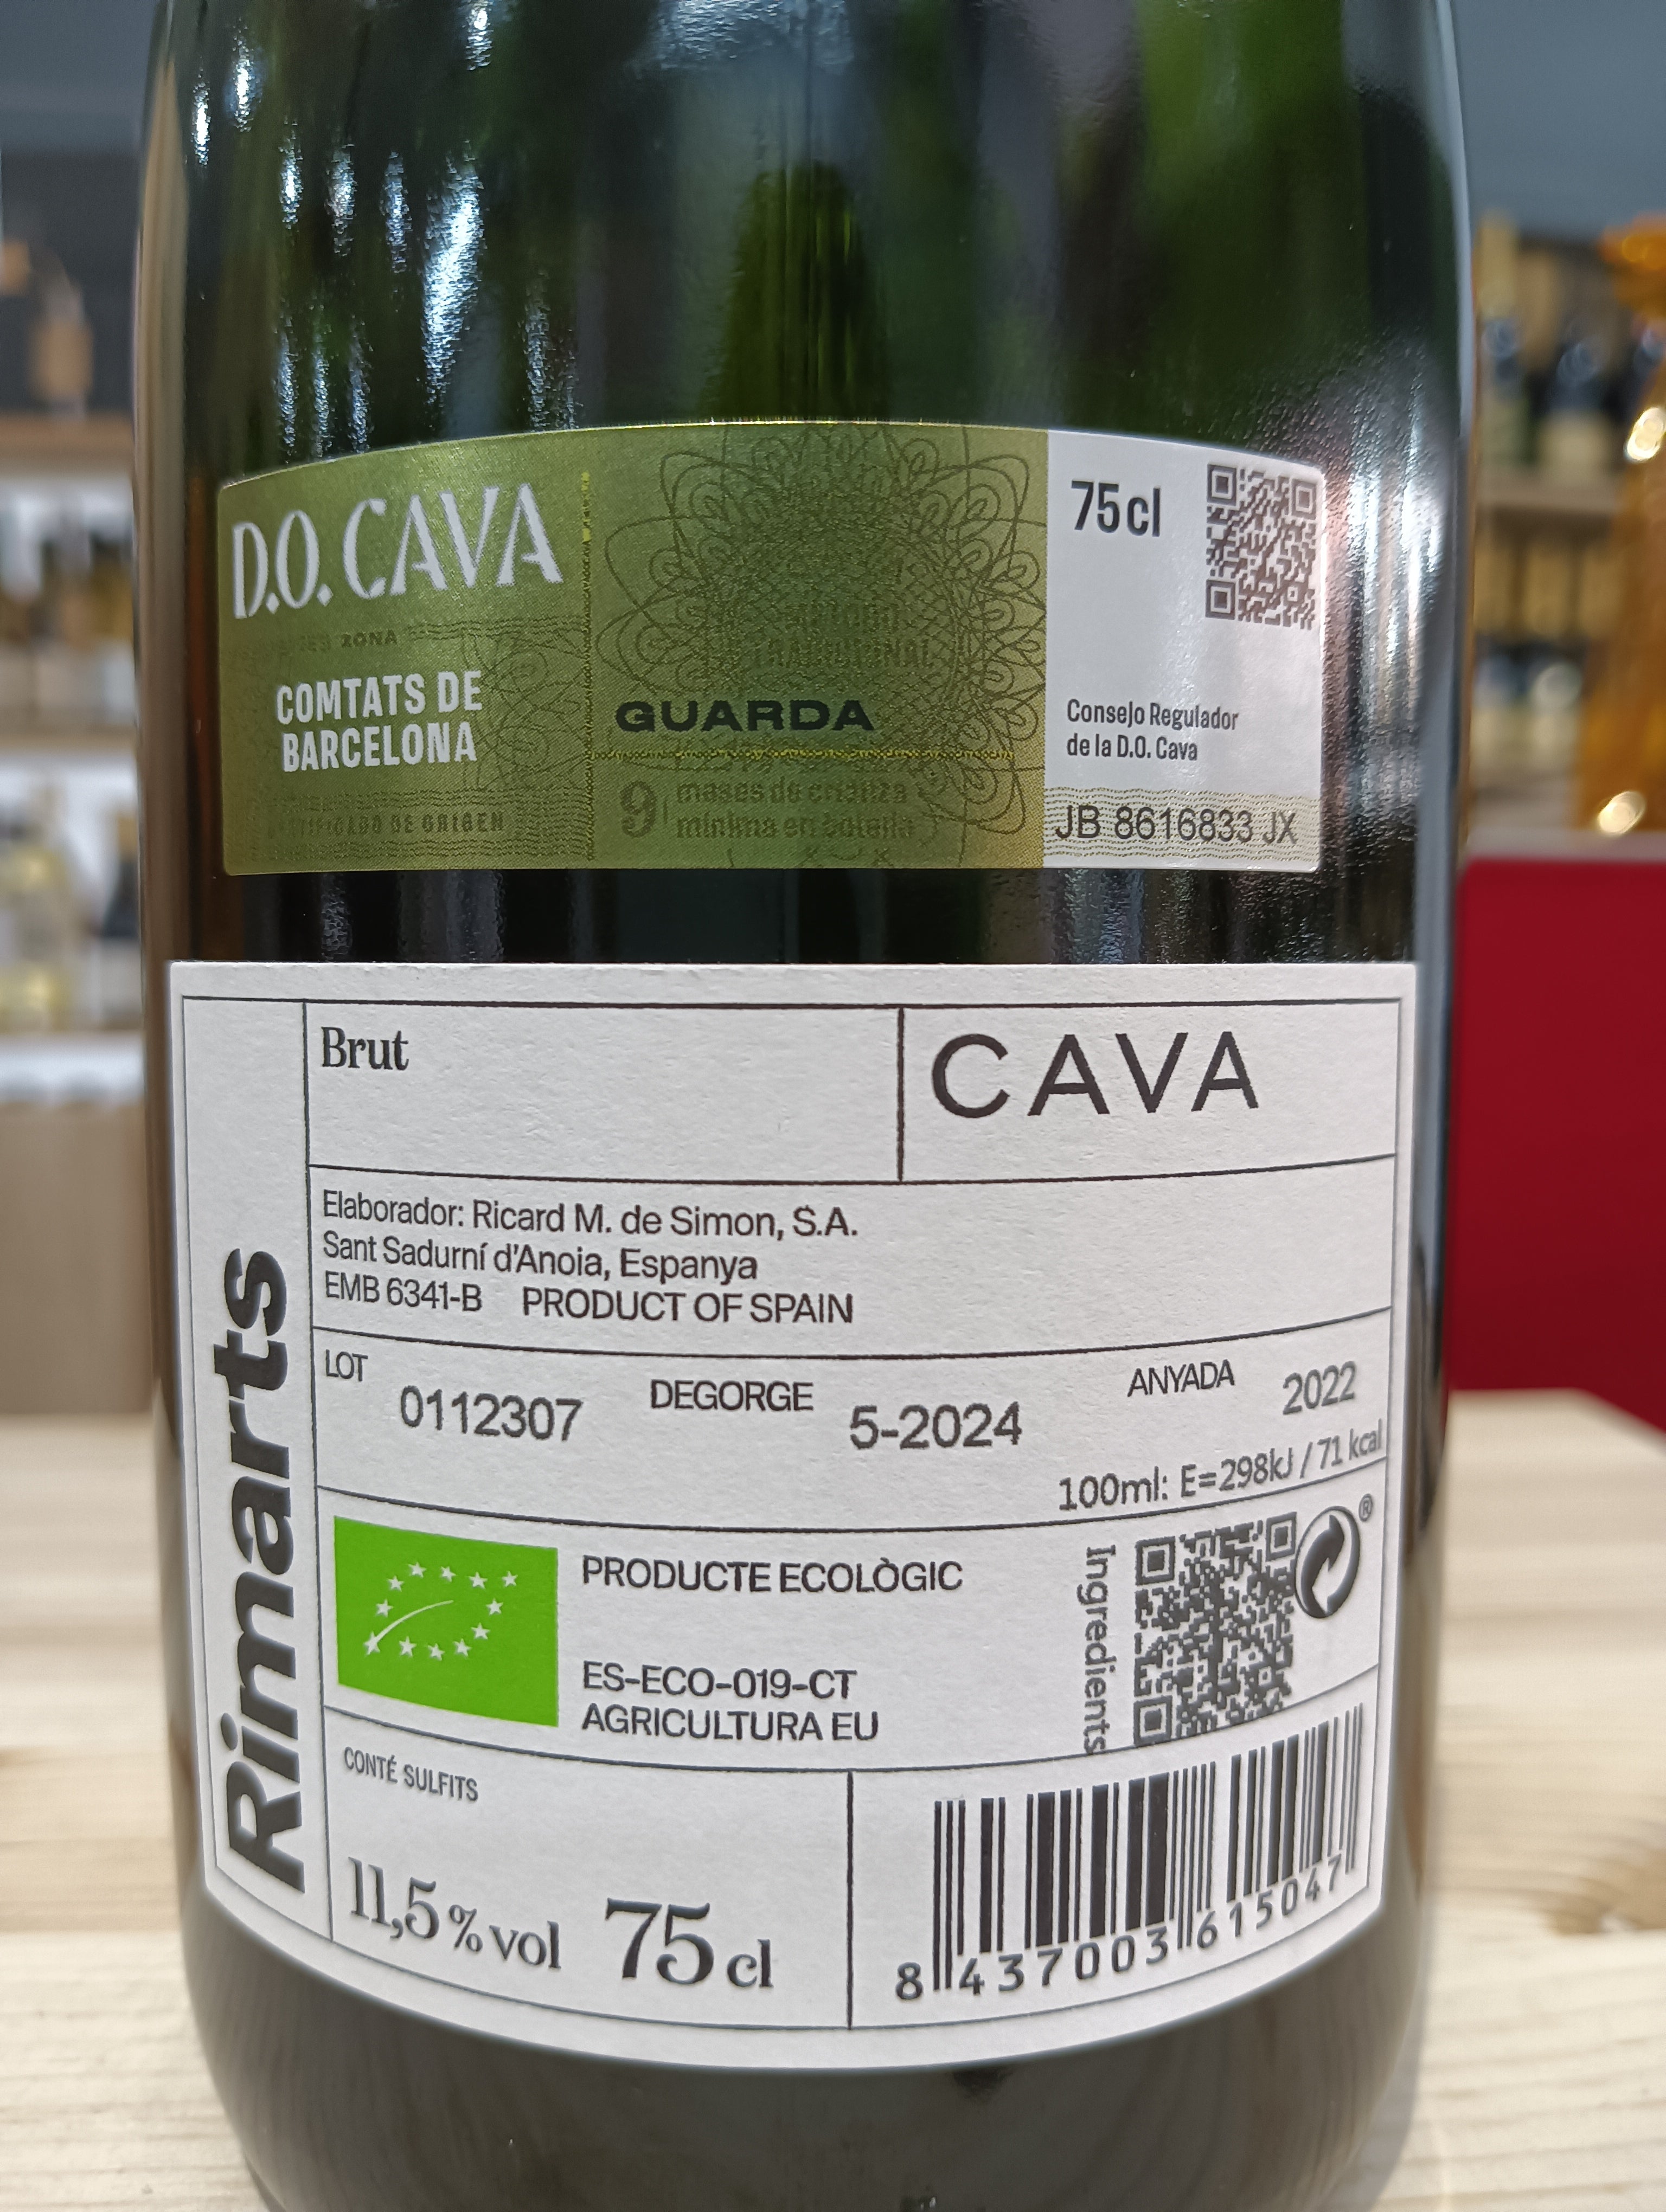 D.O. CAVA
ZONA
COMTATS DE
BARCELONA
DE ORIGEN
TRADICIONAL
GUARDA
9 meses de crianza
mínima en botella
75 cl
Consejo Regulador
de la D.O. Cava
JB 8616833 JX
Rimarts
Brut
CAVA
Elaborador: Ricard M. de Simon, S.A.
Sant Sadurní d'Anoia, Espanya
EMB 6341-B PRODUCT OF SPAIN
LOT 0112307 DEGORGE 5-2024 ANYADA 2022
100ml: E=298kJ / 71 kcal
PRODUCTE ECOLÒGIC
ES-ECO-019-CT
AGRICULTURA EU
Ingredients
®
CONTÉ SULFITS
11,5 % vol 75 cl
8 437003 615047